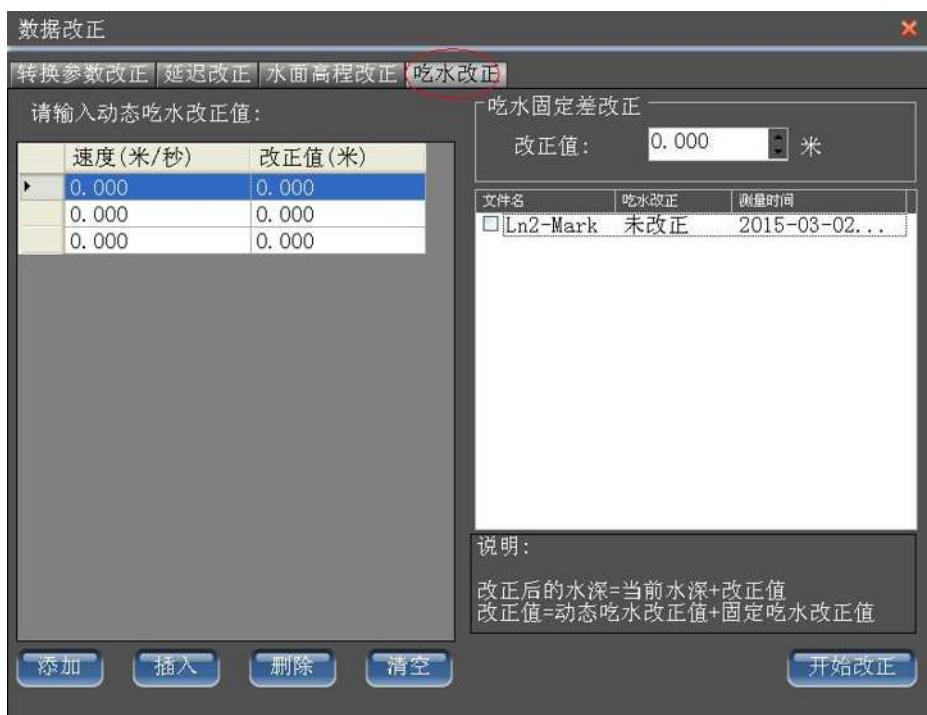 数据改正
转换参数改正 延迟改正 水面高程改正 吃水改正
请输入动态吃水改正值:
速度(米/秒) 改正值(米)
0.000 0.000
0.000 0.000
0.000 0.000
添加 插入 删除 清空
吃水固定差改正
改正值: 0.000 米
文件名 吃水改正 测量时间
Ln2-Mark 未改正 2015-03-02...
说明:
改正后的水深=当前水深+改正值
改正值=动态吃水改正值+固定吃水改正值
开始改正